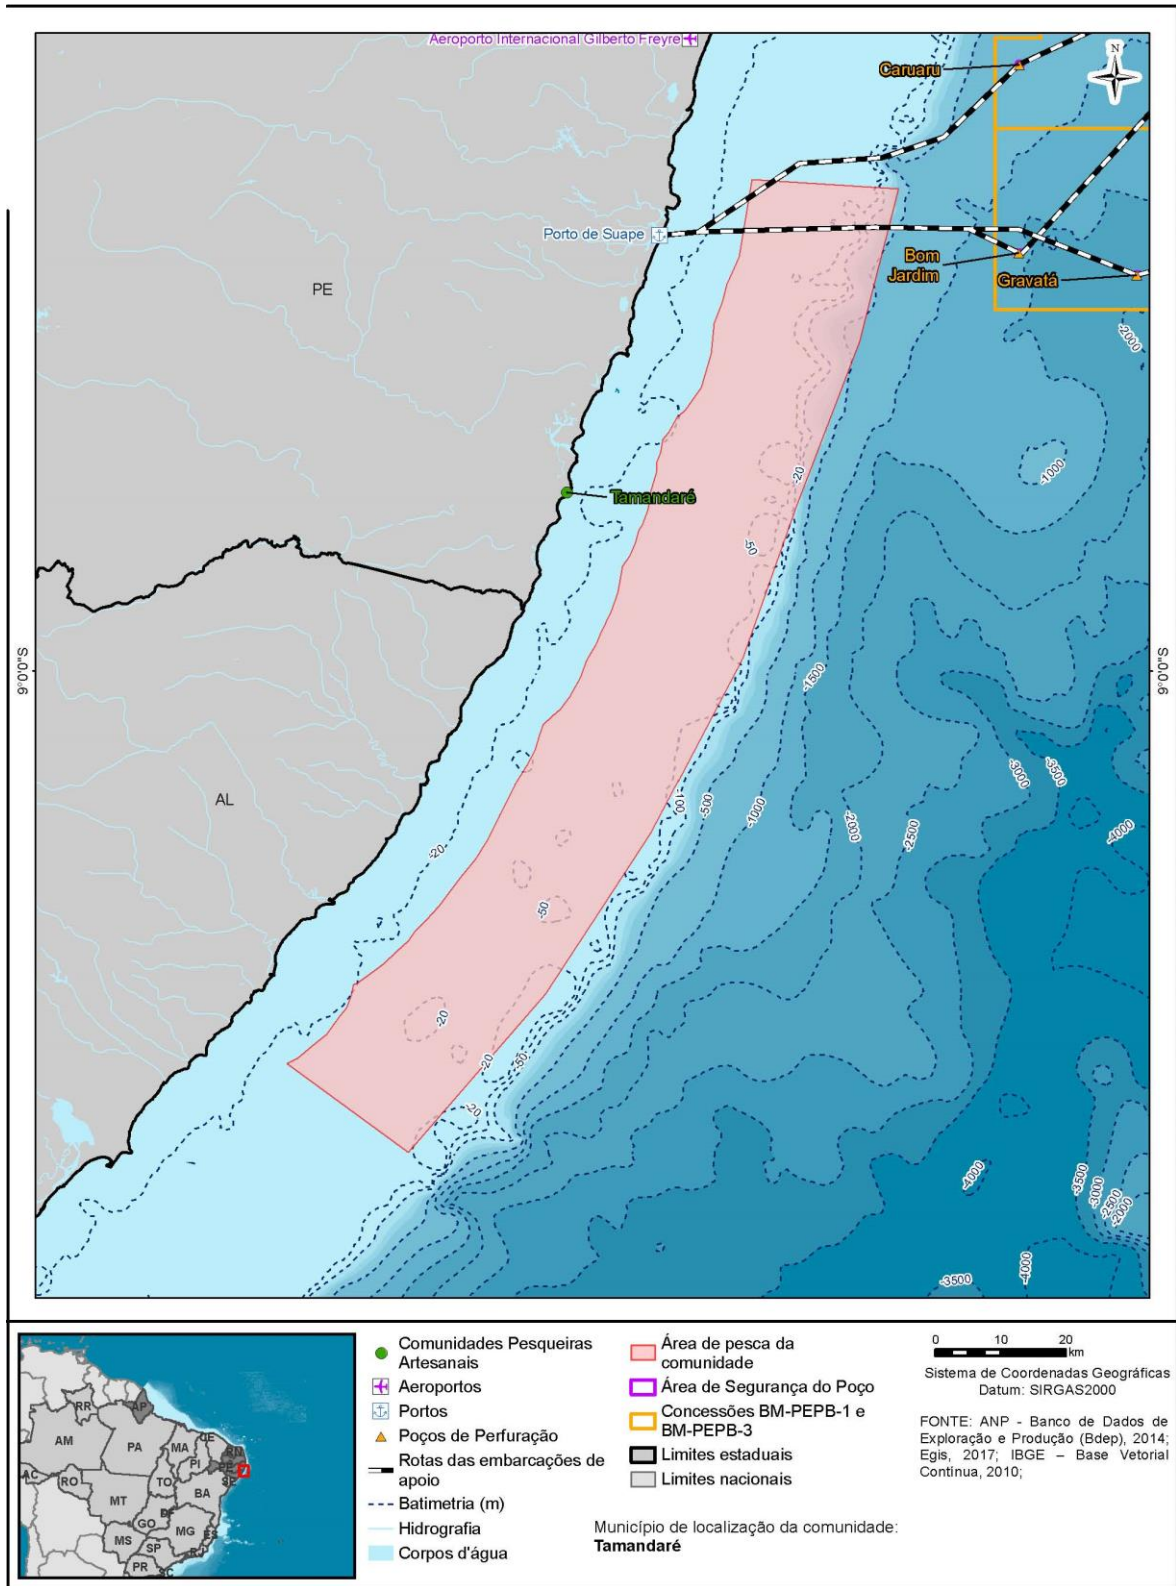 Aeroporto Internacional Gilberto Freyre
N
Caruaru
Porto de Suape
Bom
Jardim
Gravatá
PE
-2000
-1000
-20
Tamandaré
-50
9°0'0"S
9°0'0"S
-1500
-3000
-3500
-100
-500
-1000
-2000
-2500
-4000
AL
-20
-50
-20
-20
-50
-20
-4000
-3500
-3000
-2500
-2000
-3500
-4000
Comunidades Pesqueiras
Artesanais
Aeroportos
Portos
Poços de Perfuração
Rotas das embarcações de
apoio
Batimetria (m)
Hidrografia
Corpos d'água
Área de pesca da
comunidade
Área de Segurança do Poço
Concessões BM-PEPB-1 e
BM-PEPB-3
Limites estaduais
Limites nacionais
Município de localização da comunidade:
Tamandaré
0 10 20
km
Sistema de Coordenadas Geográficas
Datum: SIRGAS2000
FONTE: ANP - Banco de Dados de
Exploração e Produção (Bdep), 2014;
Egis, 2017; IBGE – Base Vetorial
Contínua, 2010;
RR
AP
AM
PA
MA
CE
RN
PI
PE
AC
RO
TO
SE
BA
MT
DF
GO
MG
ES
MS
SP
RJ
PR
SC